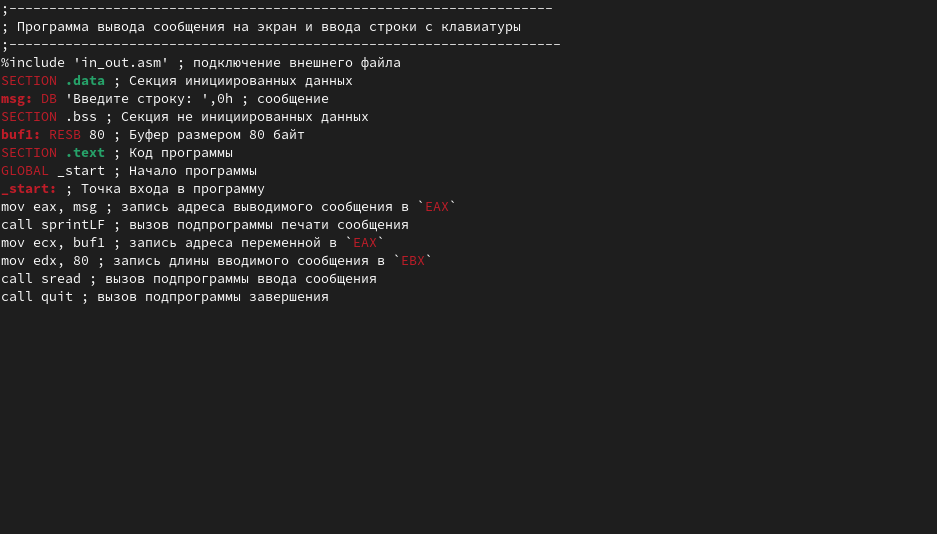 ;--------------------------------------------------------------------
; Программа вывода сообщения на экран и ввода строки с клавиатуры
;---------------------------------------------------------------------
%include 'in_out.asm' ; подключение внешнего файла
SECTION .data ; Секция инициированных данных
msg: DB 'Введите строку: ',0h ; сообщение
SECTION .bss ; Секция не инициированных данных
buf1: RESB 80 ; Буфер размером 80 байт
SECTION .text ; Код программы
GLOBAL _start ; Начало программы
_start: ; Точка входа в программу
mov eax, msg ; запись адреса выводимого сообщения в `EAX`
call sprintLF ; вызов подпрограммы печати сообщения
mov ecx, buf1 ; запись адреса переменной в `EAX`
mov edx, 80 ; запись длины вводимого сообщения в `EBX`
call sread ; вызов подпрограммы ввода сообщения
call quit ; вызов подпрограммы завершения